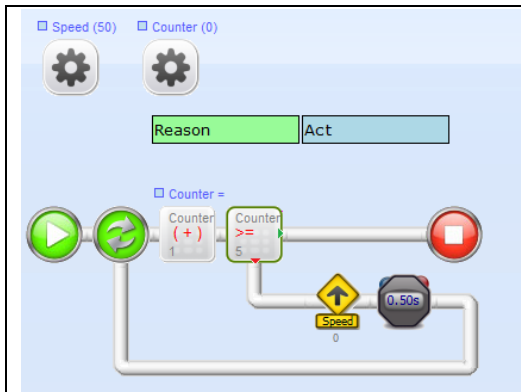 Speed (50)
Counter (0)
Reason
Act
Counter =
Counter
(+)
1
Counter
>=
5
0.50s
Speed
0